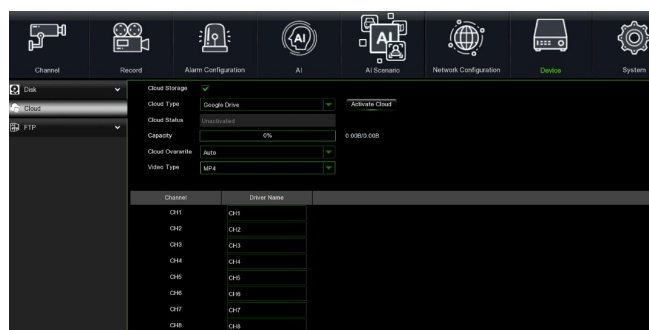 AI AI
Channel Record Alarm Configuration AI AI Scenario Network Configuration Device System
Disk
Cloud
FTP
Cloud Storage
Cloud Type Google Drive Activate Cloud
Cloud Status Unactivated
Capacity 0% 0.00B/0.00B
Cloud Overwrite Auto
Video Type MP4
Channel Driver Name
CH1 CH1
CH2 CH2
CH3 CH3
CH4 CH4
CH5 CH5
CH6 CH6
CH7 CH7
CH8 CH8